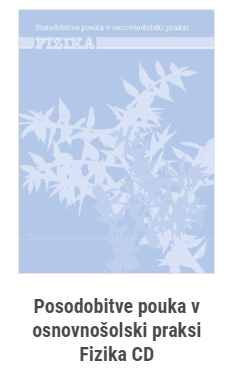 Posodobitve pouka v osnovnošolski praksi
FIZIKA
Posodobitve pouka v
osnovnošolski praksi
Fizika CD